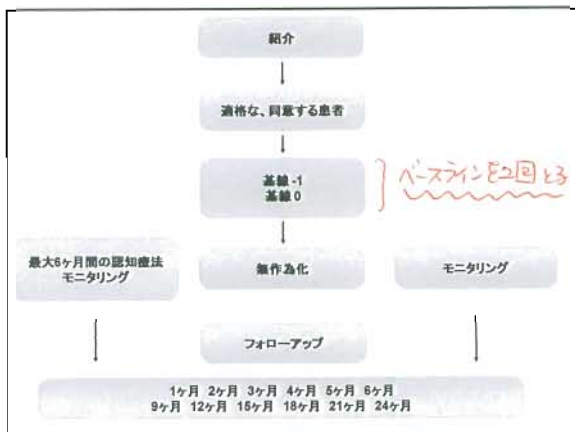 紹介
適格な、同意する患者
基線 -1
基線 0
ベースラインを2回とる
最大6ヶ月間の認知療法
モニタリング
無作為化
モニタリング
フォローアップ
1ヶ月 2ヶ月 3ヶ月 4ヶ月 5ヶ月 6ヶ月
9ヶ月 12ヶ月 15ヶ月 18ヶ月 21ヶ月 24ヶ月